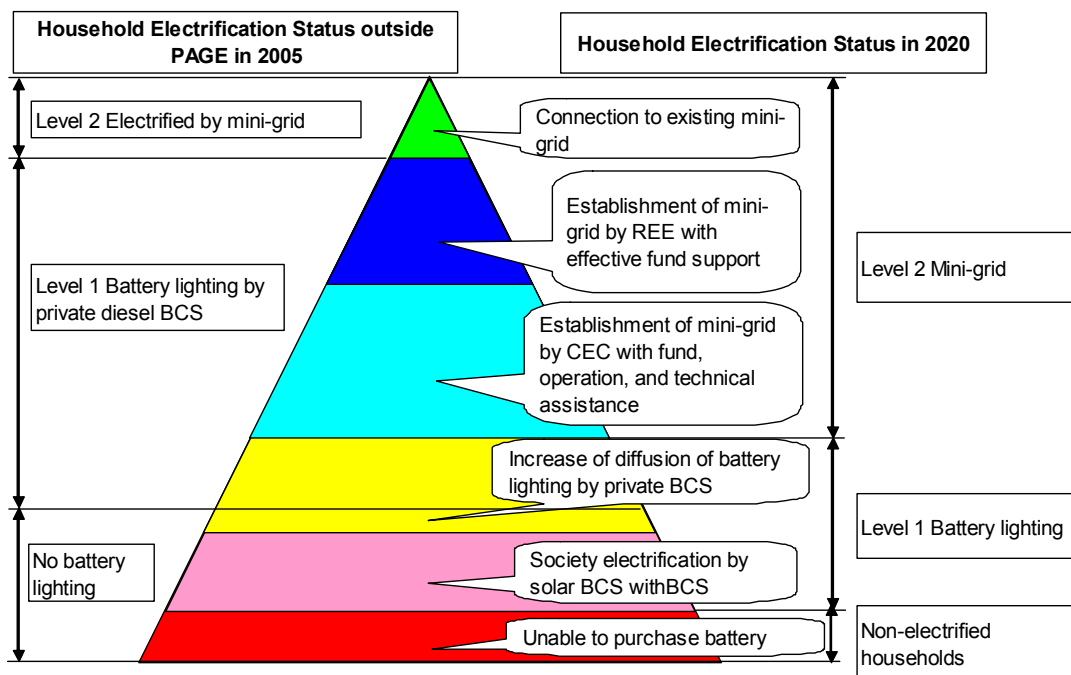 Household Electrification Status outside
PAGE in 2005
Household Electrification Status in 2020
Level 2 Electrified by mini-grid
Connection to existing mini-
grid
Establishment of mini-
grid by REE with
effective fund support
Level 2 Mini-grid
Level 1 Battery lighting by
private diesel BCS
Establishment of mini-grid
by CEC with fund,
operation, and technical
assistance
Increase of diffusion of battery
lighting by private BCS
Level 1 Battery lighting
No battery
lighting
Society electrification by
solar BCS withBCS
Unable to purchase battery
Non-electrified
households